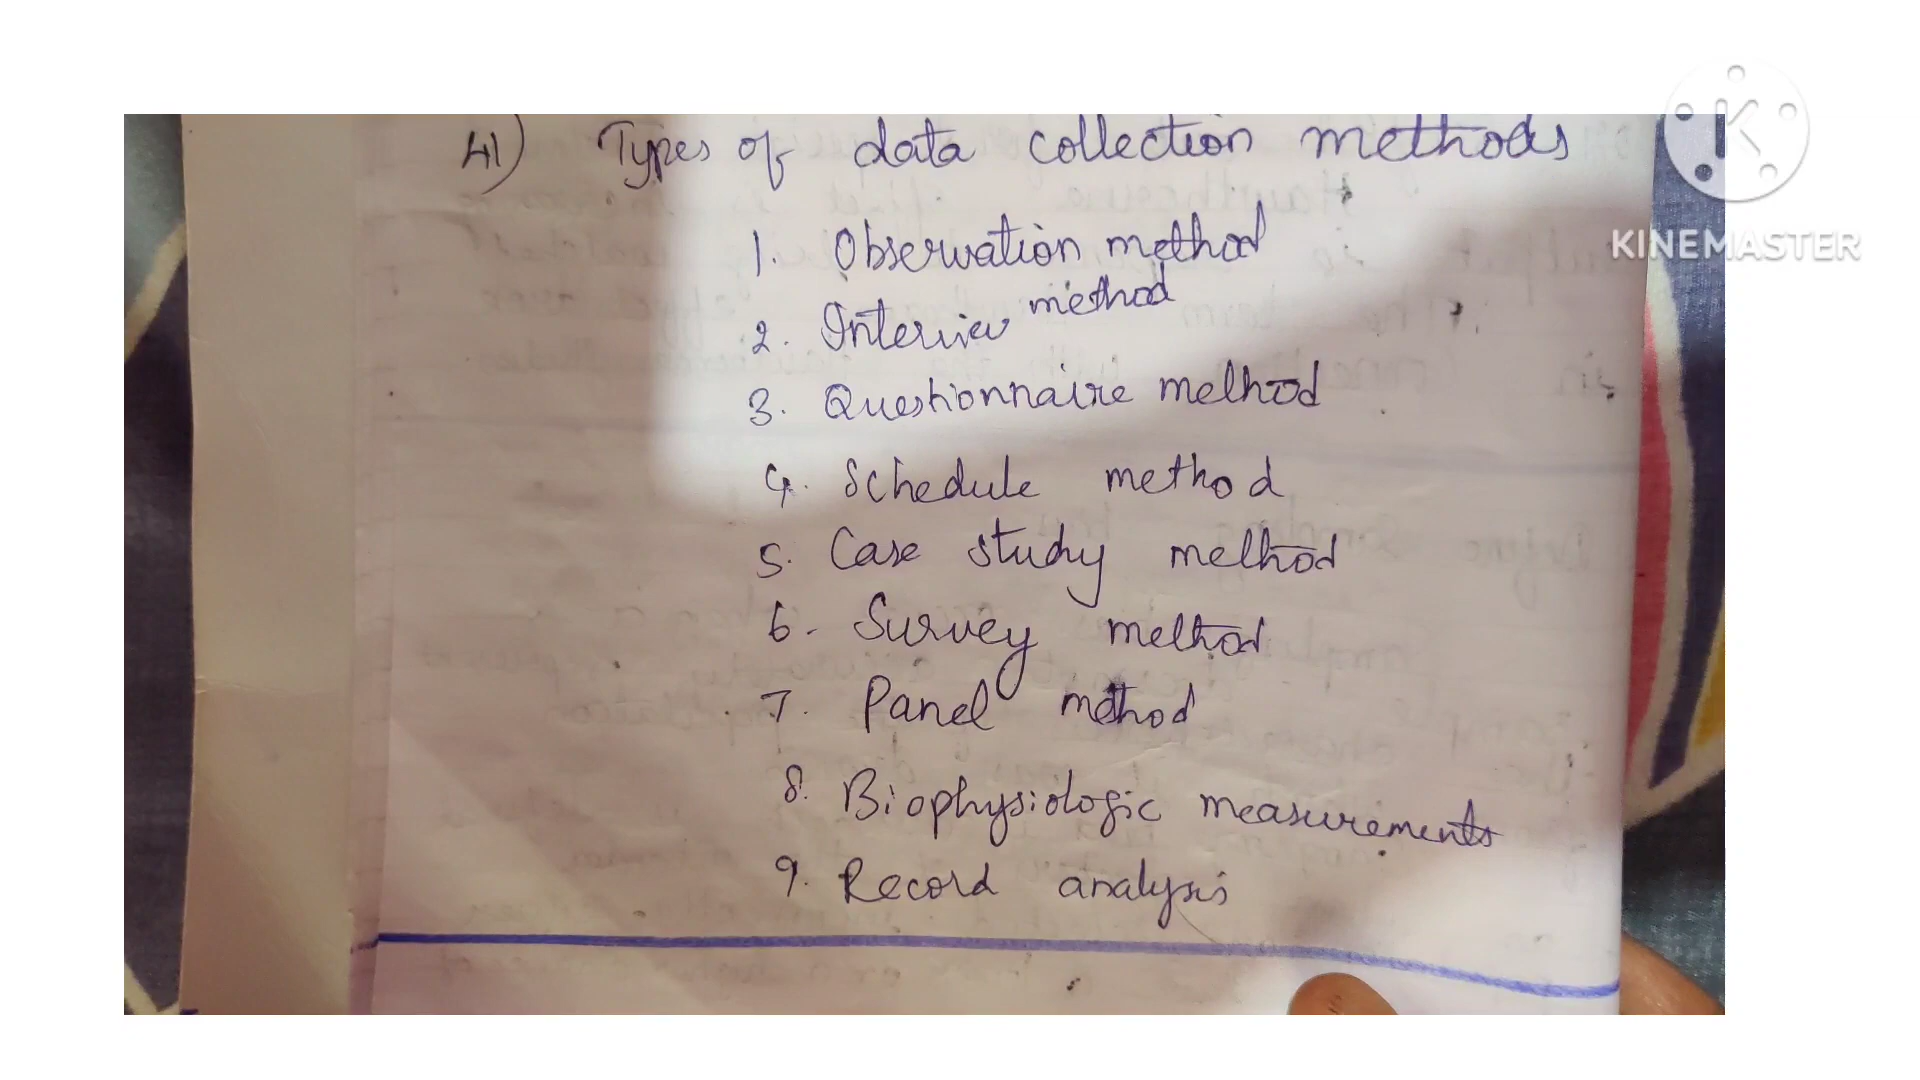 41) Types of data collection methods
1. Observation method
2. Interview method
3. Questionnaire method
4. Schedule method
5. Case study method
6. Survey method
7. Panel method
8. Biophysiologic measurements
9. Record analysis
KINEMASTER